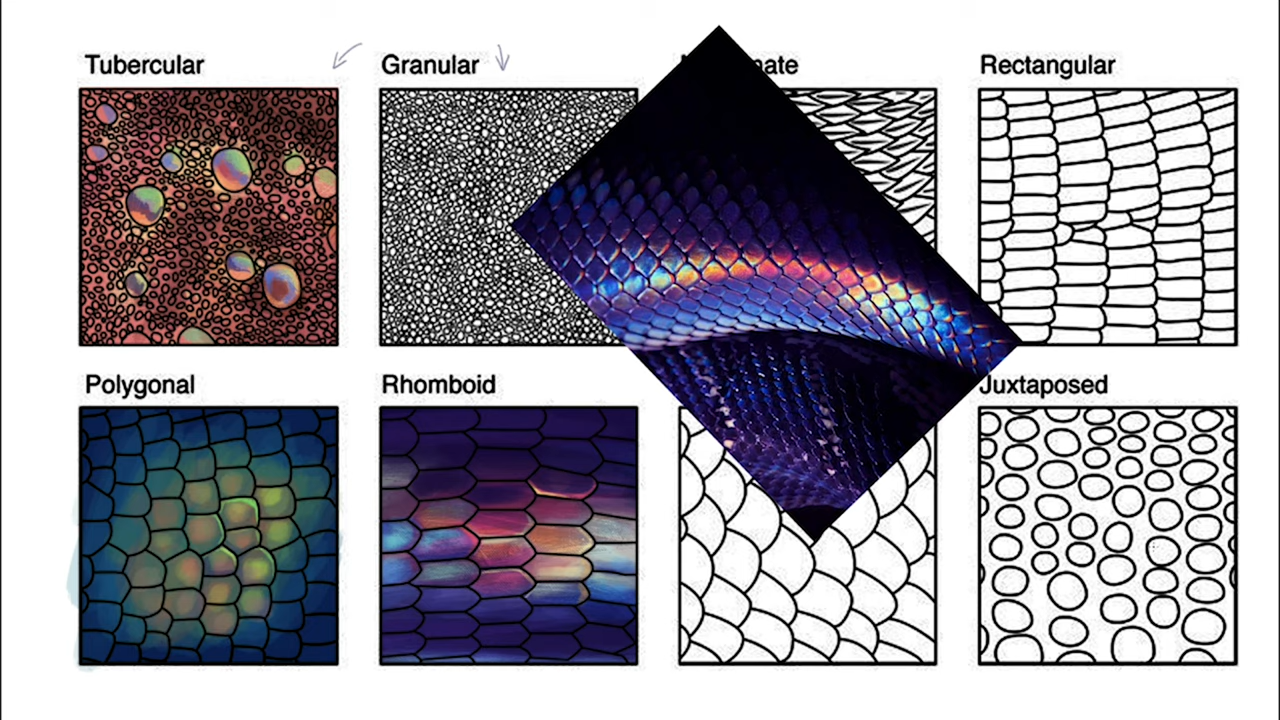 Tubercular
Granular
Rectangular
Polygonal
Rhomboid
Juxtaposed